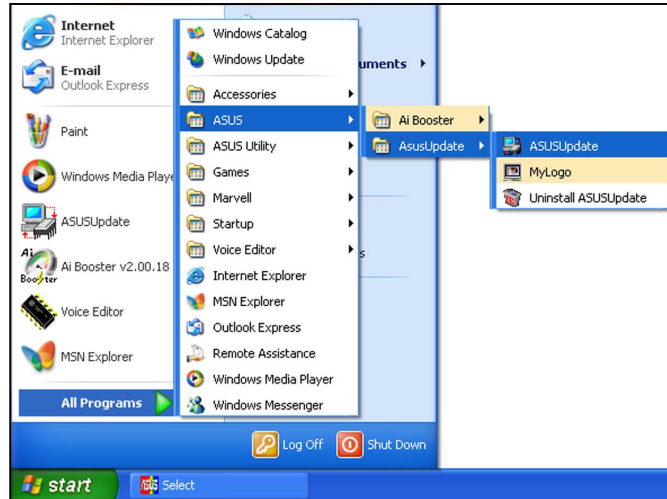 Internet
Internet Explorer
E-mail
Outlook Express
Paint
Windows Media Playe
ASUSUpdate
Ai Booster v2.00.18
Voice Editor
MSN Explorer
All Programs
Windows Catalog
Windows Update
Accessories
ASUS
ASUS Utility
Games
Marvell
Startup
Voice Editor
Internet Explorer
MSN Explorer
Outlook Express
Remote Assistance
Windows Media Player
Windows Messenger
uments
s
Ai Booster
AsusUpdate
ASUSUpdate
MyLogo
Uninstall ASUSUpdate
Log Off
Shut Down
start
Select